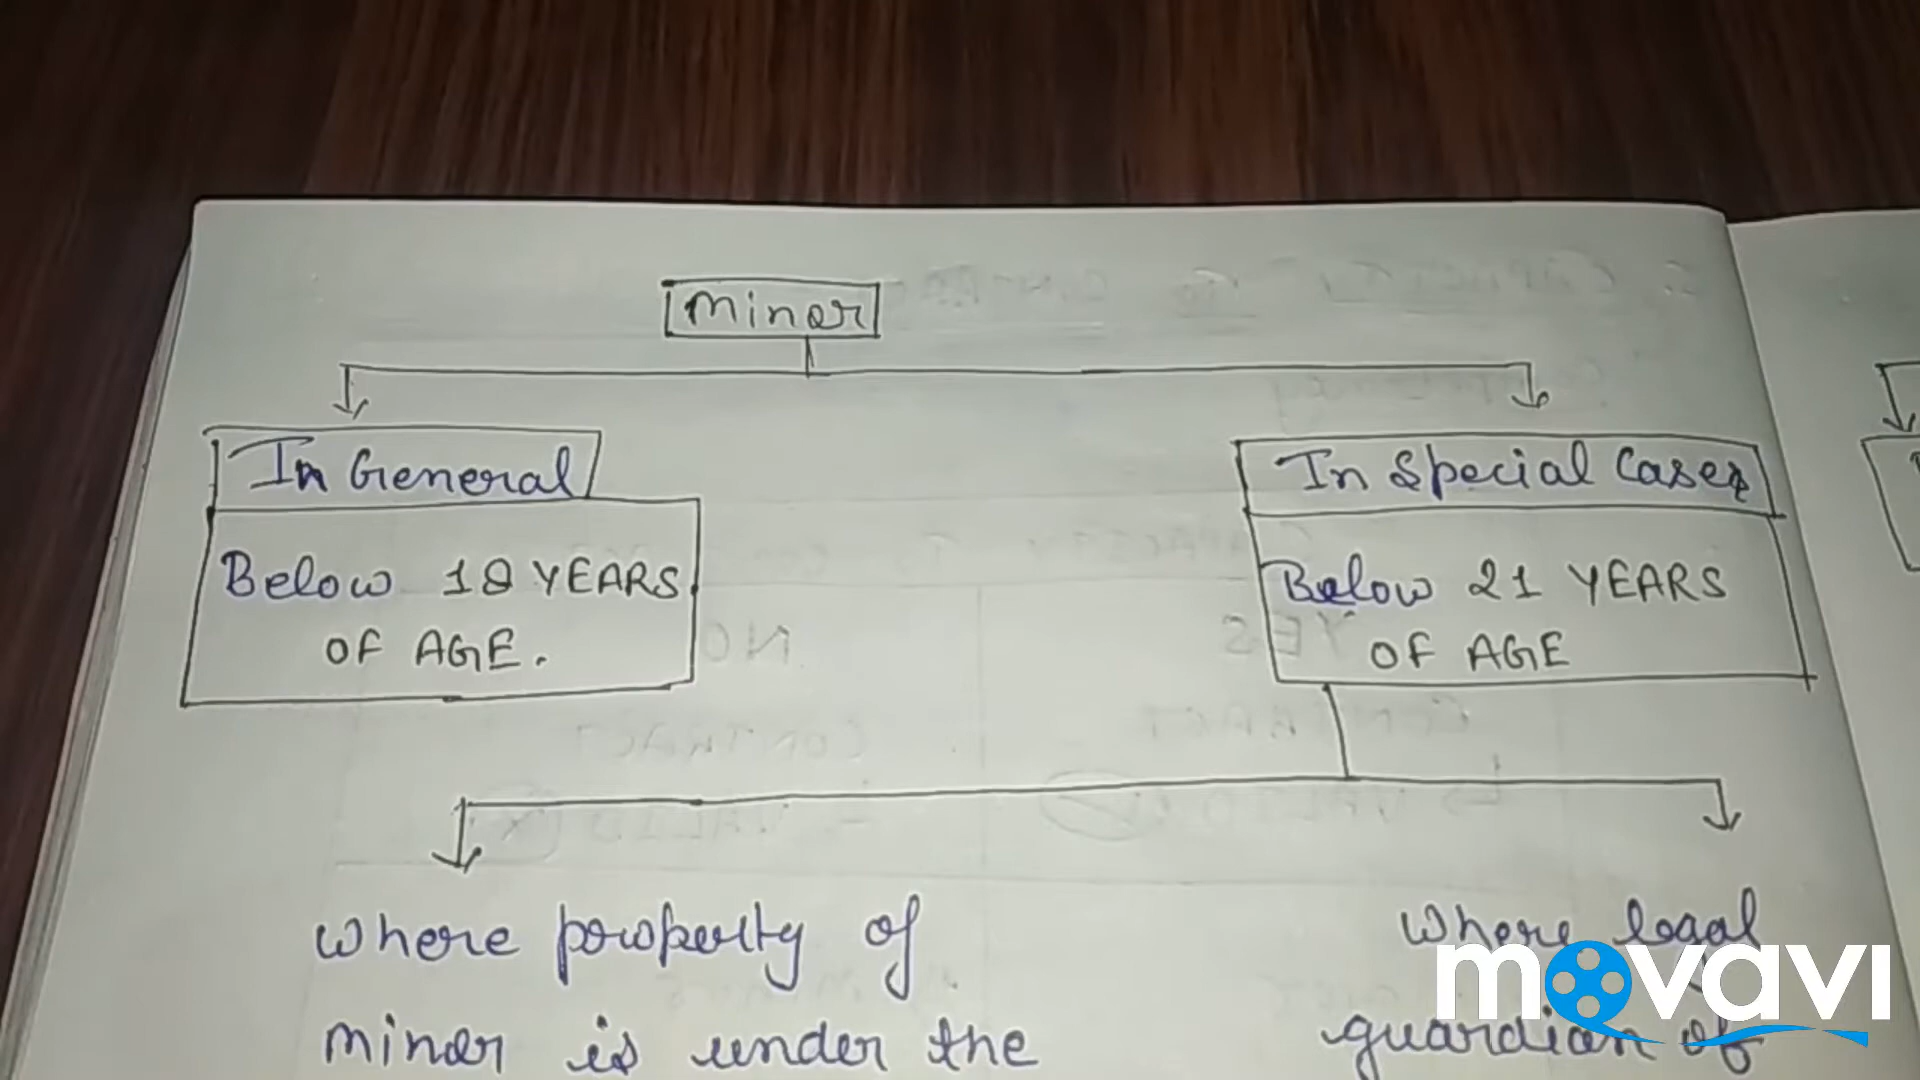 Minor
In General
In Special Cases
Below 18 YEARS
OF AGE.
Below 21 YEARS
OF AGE
where property of
minor is under the
Where legal
guardian of
movavi